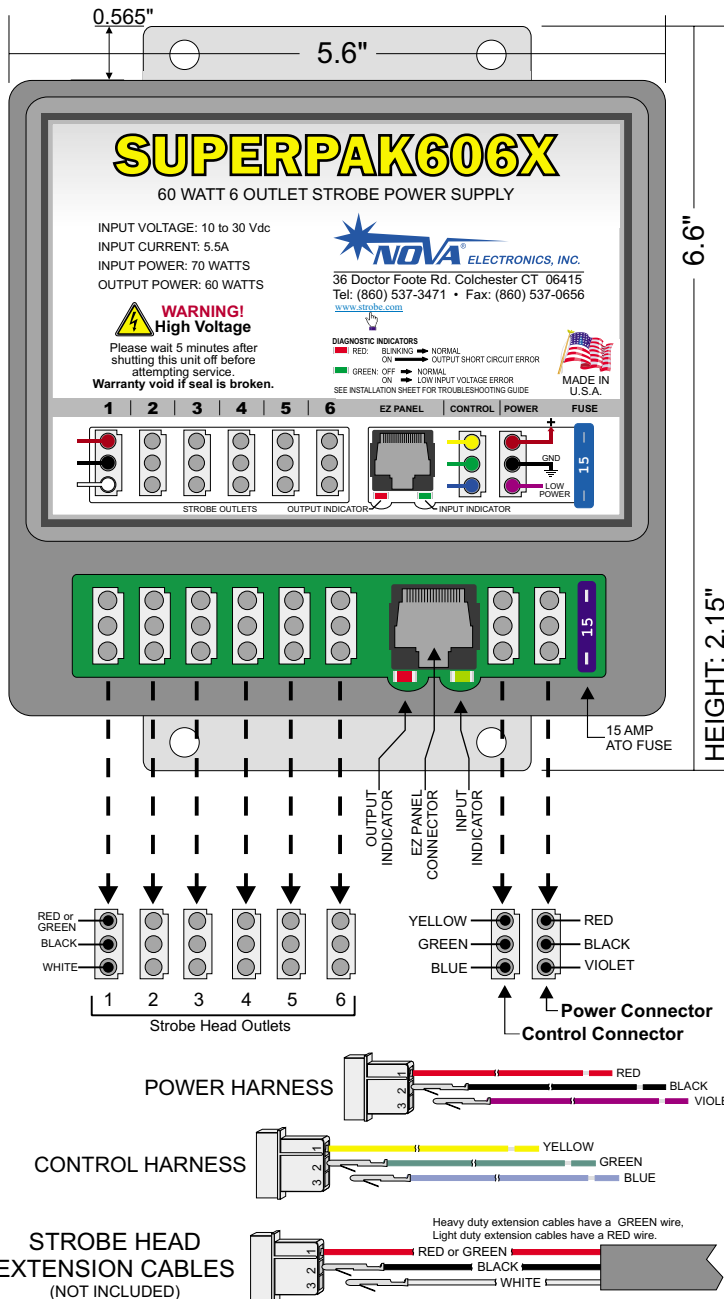 0.565"
5.6"
SUPERPAK606X
60 WATT 6 OUTLET STROBE POWER SUPPLY
INPUT VOLTAGE: 10 to 30 Vdc
INPUT CURRENT: 5.5A
INPUT POWER: 70 WATTS
OUTPUT POWER: 60 WATTS
WARNING!
High Voltage
Please wait 5 minutes after
shutting this unit off before
attempting service.
Warranty void if seal is broken.
NOVA® ELECTRONICS, INC.
36 Doctor Foote Rd. Colchester CT 06415
Tel: (860) 537-3471 • Fax: (860) 537-0656
www.strobe.com
DIAGNOSTIC INDICATORS
RED: BLINKING ➡ NORMAL
ON ➡ OUTPUT SHORT CIRCUIT ERROR
GREEN: OFF ➡ NORMAL
ON ➡ LOW INPUT VOLTAGE ERROR
SEE INSTALLATION SHEET FOR TROUBLESHOOTING GUIDE
MADE IN
U.S.A.
6.6"
1 | 2 | 3 | 4 | 5 | 6 EZ PANEL | CONTROL | POWER FUSE
+
GND
LOW
POWER
15
STROBE OUTLETS OUTPUT INDICATOR INPUT INDICATOR
15
HEIGHT: 2.15"
15 AMP
ATO FUSE
OUTPUT
INDICATOR
EZ PANEL
CONNECTOR
INPUT
INDICATOR
RED or
GREEN
BLACK
WHITE
1 2 3 4 5 6
Strobe Head Outlets
YELLOW
GREEN
BLUE
RED
BLACK
VIOLET
Power Connector
Control Connector
POWER HARNESS
1
2
3
RED
BLACK
VIOLE
CONTROL HARNESS
1
2
3
YELLOW
GREEN
BLUE
STROBE HEAD
EXTENSION CABLES
(NOT INCLUDED)
Heavy duty extension cables have a GREEN wire,
Light duty extension cables have a RED wire.
1
2
3
RED or GREEN
BLACK
WHITE